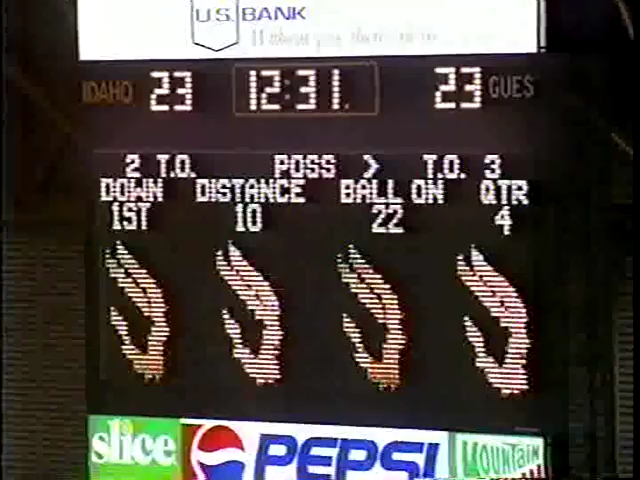 U.S. BANK
IDAHO 23 12:31 23 GUES
2 T.O. POSS > T.O. 3
DOWN DISTANCE BALL ON QTR
1ST 10 22 4
slice PEPSI MOUNTAIN